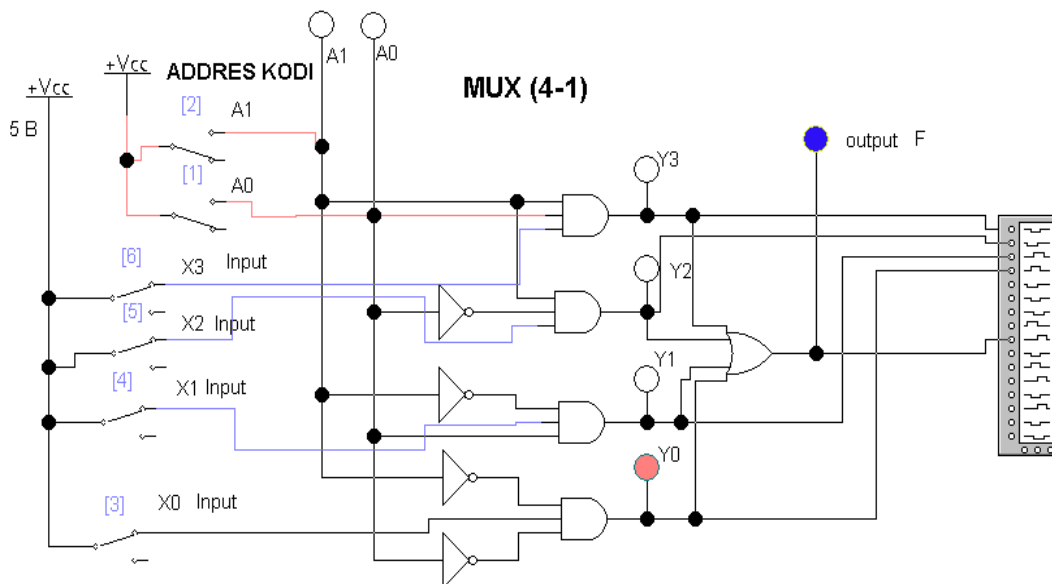 A1
A0
MUX (4-1)
+Vcc
ADDRES KODI
+Vcc
5 В
[2]
A1
[1]
A0
output F
Y3
[6]
X3 Input
Y2
[5]
X2 Input
[4]
X1 Input
Y1
Y0
[3]
X0 Input